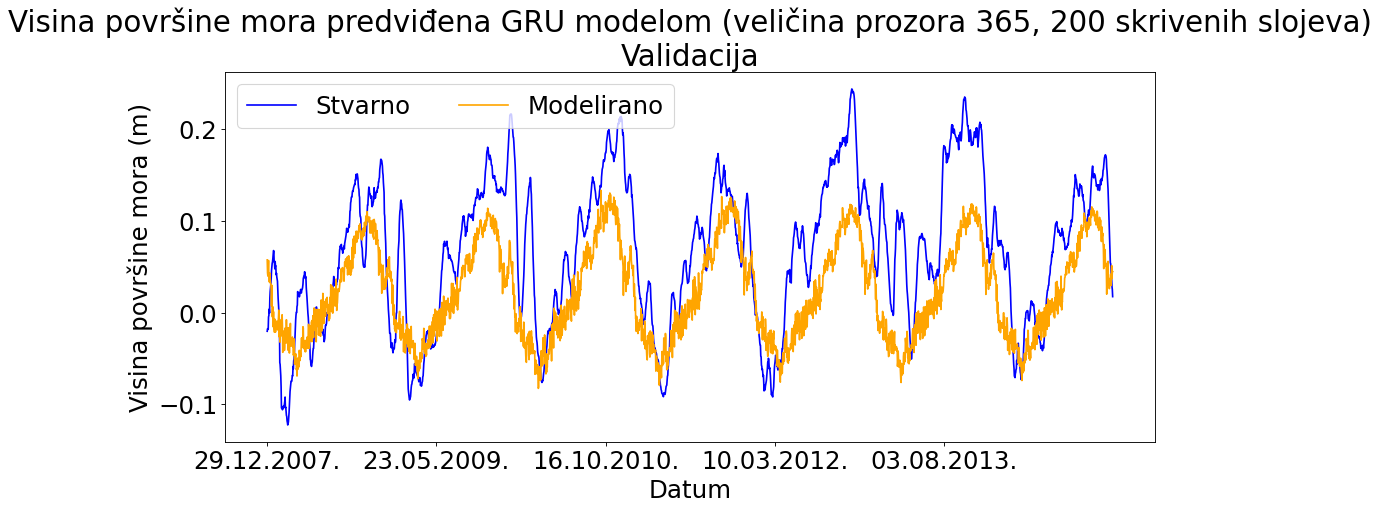 Visina površine mora predviđena GRU modelom (veličina prozora 365, 200 skrivenih slojeva)
Validacija
Stvarno
Modelirano
Visina površine mora (m)
0.2
0.1
0.0
−0.1
29.12.2007.
23.05.2009.
16.10.2010.
10.03.2012.
03.08.2013.
Datum